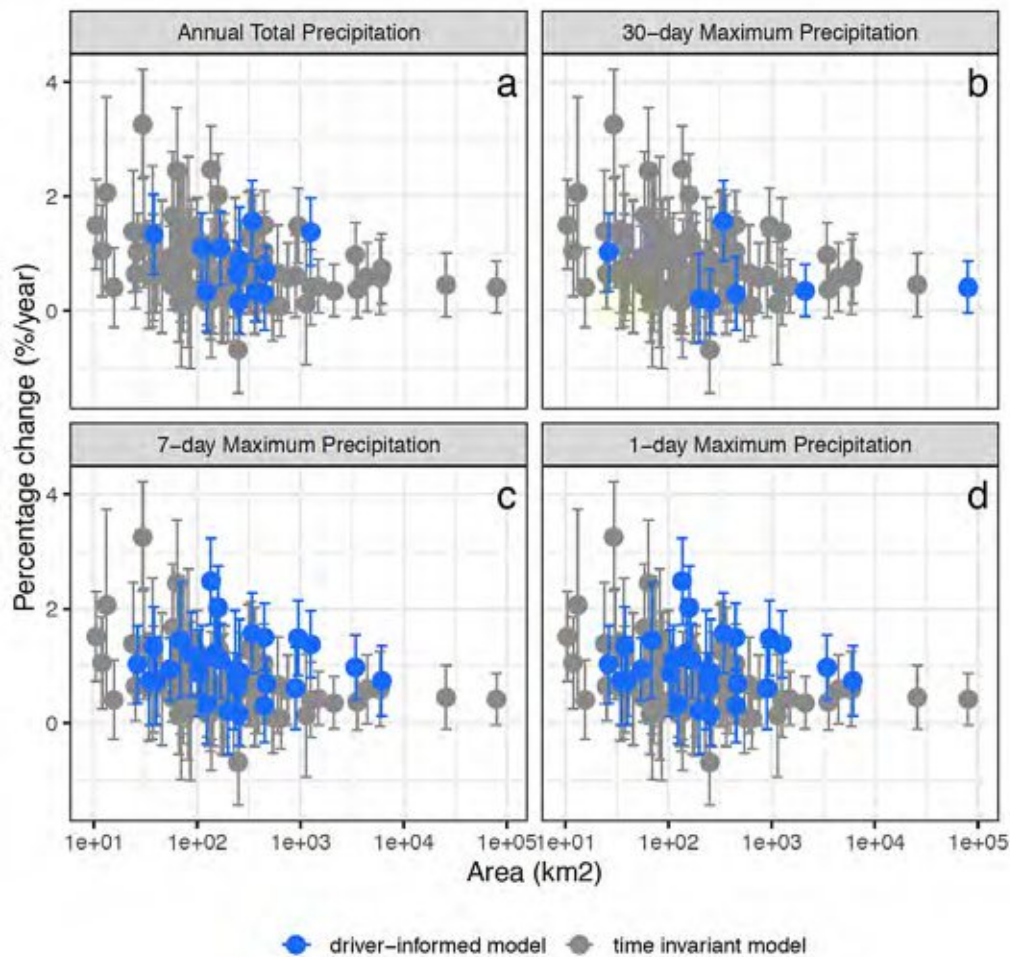 Annual Total Precipitation
30-day Maximum Precipitation
a
b
4
2
0
Percentage change (%/year)
7-day Maximum Precipitation
1-day Maximum Precipitation
c
d
4
2
0
1e+01 1e+02 1e+03 1e+04 1e+05 1e+01 1e+02 1e+03 1e+04 1e+05
Area (km2)
driver-informed model time invariant model